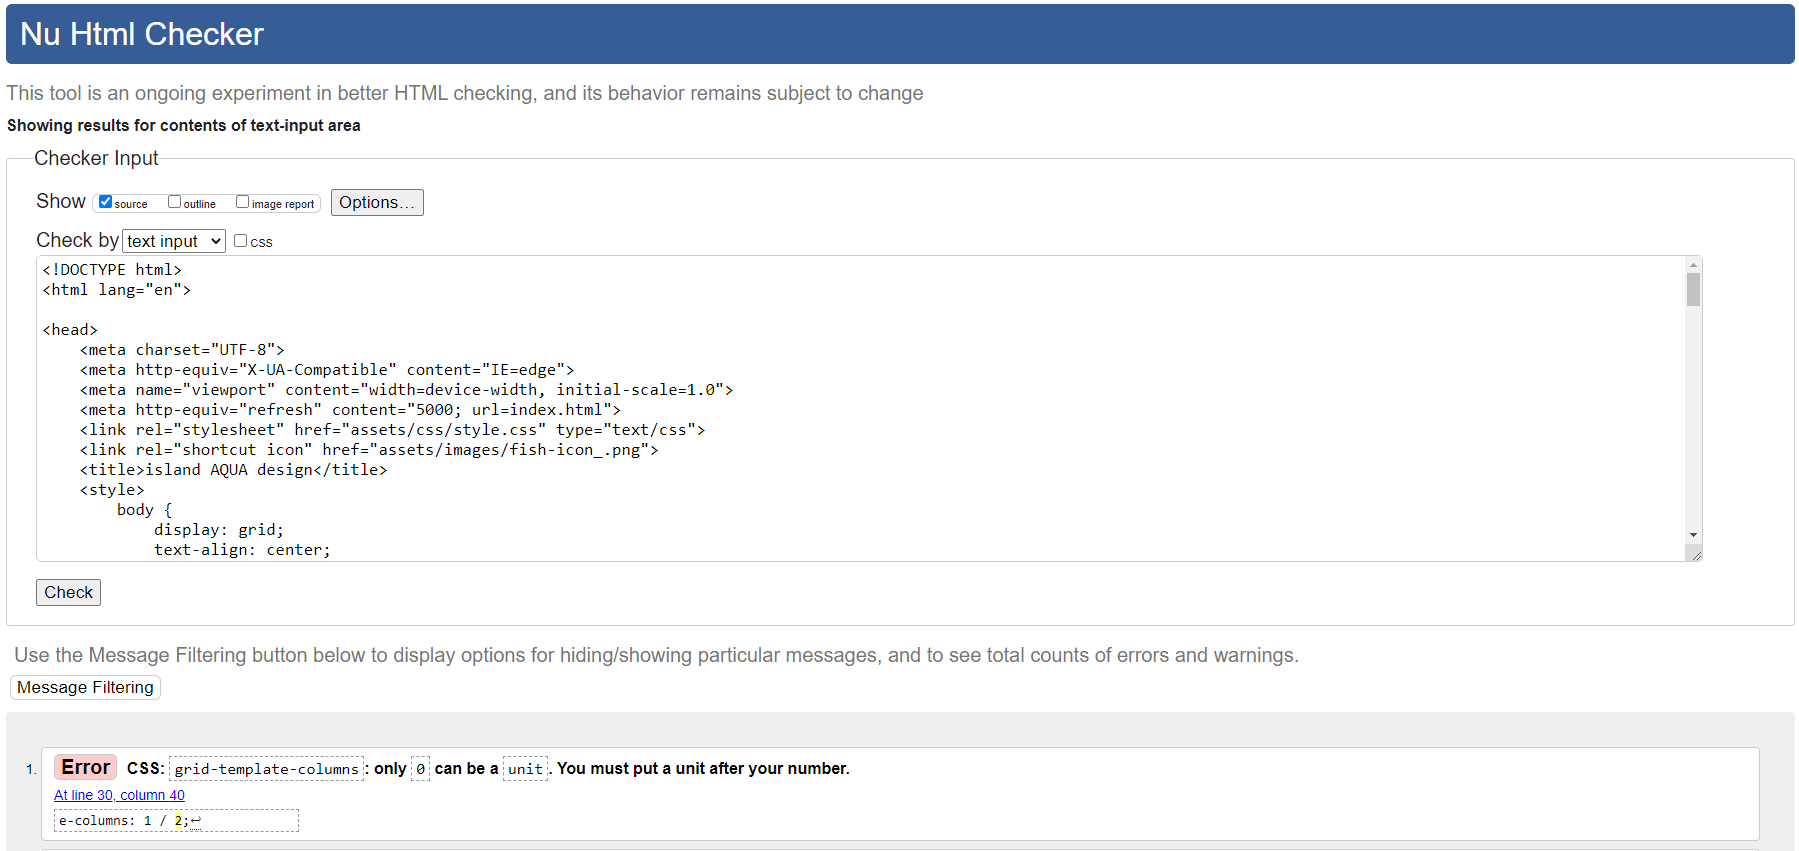 Nu Html Checker
This tool is an ongoing experiment in better HTML checking, and its behavior remains subject to change
Showing results for contents of text-input area
Checker Input
Show source outline image report Options...
Check by text input css
<!DOCTYPE html>
<html lang="en">
<head>
<meta charset="UTF-8">
<meta http-equiv="X-UA-Compatible" content="IE=edge">
<meta name="viewport" content="width=device-width, initial-scale=1.0">
<meta http-equiv="refresh" content="5000; url=index.html">
<link rel="stylesheet" href="assets/css/style.css" type="text/css">
<link rel="shortcut icon" href="assets/images/fish-icon_.png">
<title>island AQUA design</title>
<style>
body {
display: grid;
text-align: center;
Check
Use the Message Filtering button below to display options for hiding/showing particular messages, and to see total counts of errors and warnings.
Message Filtering
1. Error CSS: grid-template-columns: only 0 can be a unit. You must put a unit after your number.
At line 30, column 40
e-columns: 1 / 2;↩